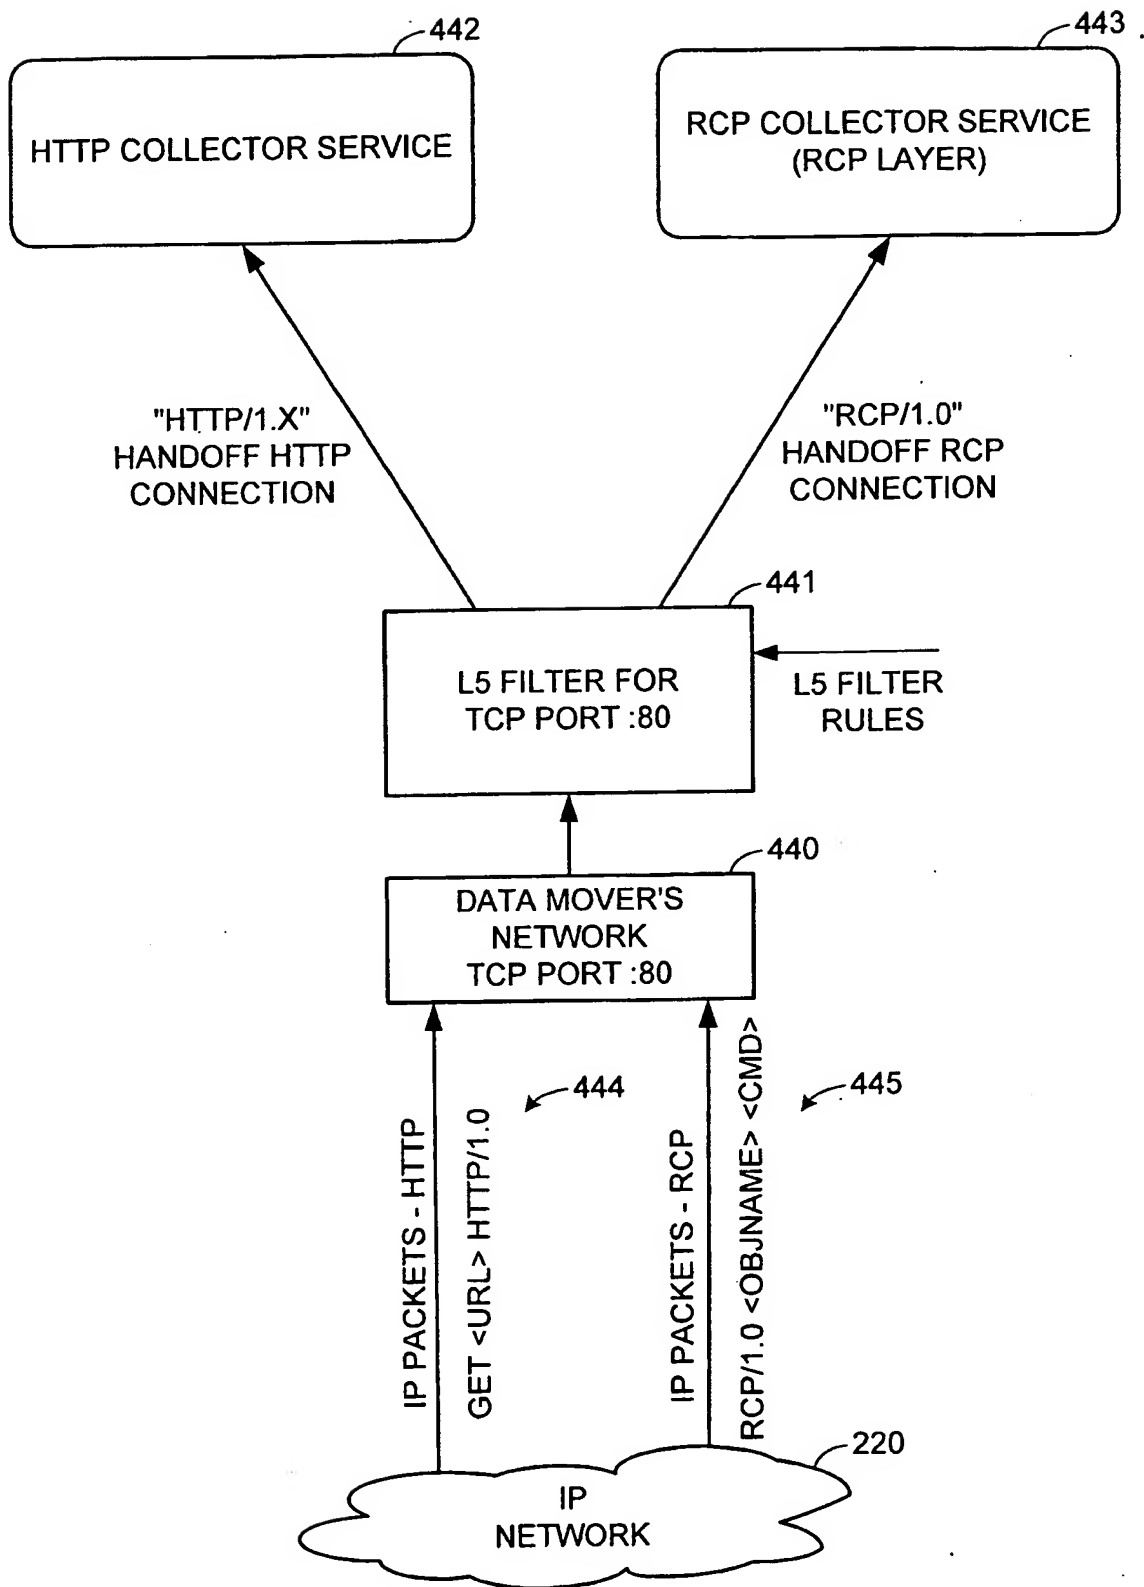 442
443
HTTP COLLECTOR SERVICE
RCP COLLECTOR SERVICE
(RCP LAYER)
"HTTP/1.X"
HANDOFF HTTP
CONNECTION
"RCP/1.0"
HANDOFF RCP
CONNECTION
441
L5 FILTER FOR
TCP PORT :80
L5 FILTER
RULES
440
DATA MOVER'S
NETWORK
TCP PORT :80
444
445
IP PACKETS - HTTP
GET <URL> HTTP/1.0
IP PACKETS - RCP
RCP/1.0 <OBJNAME> <CMD>
220
IP
NETWORK